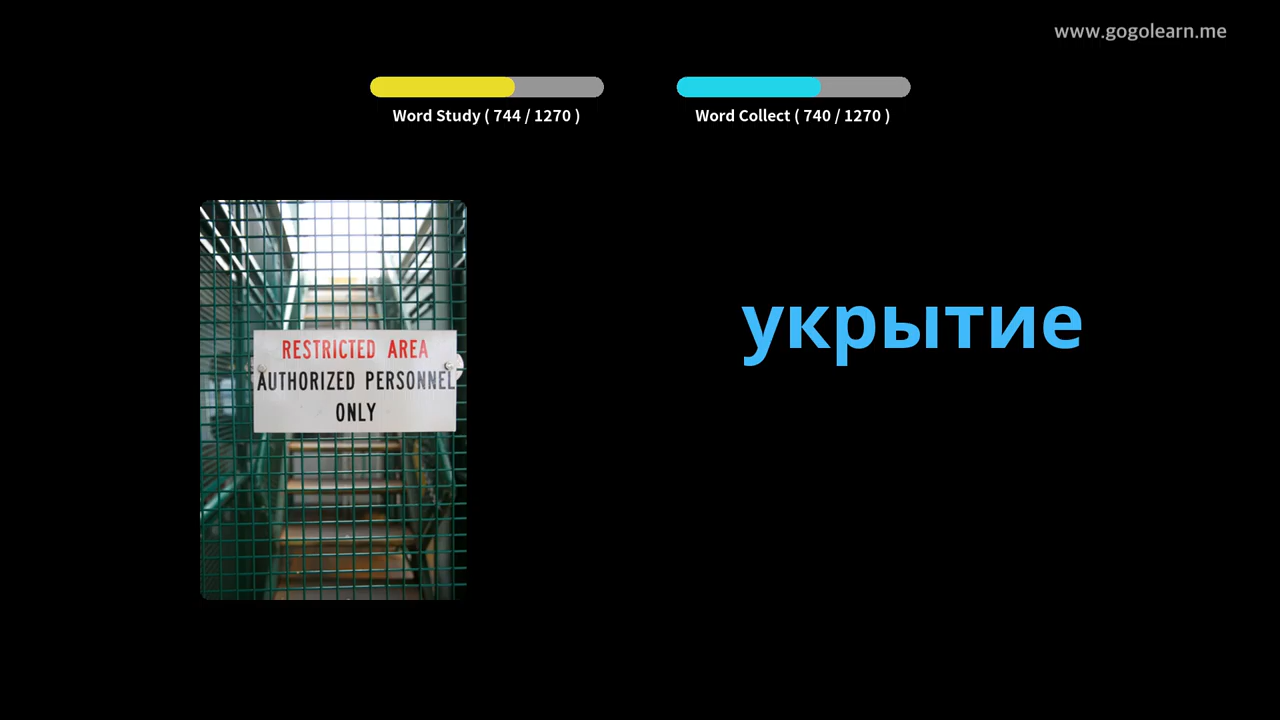 www.gogolearn.me
Word Study ( 744 / 1270 )
Word Collect ( 740 / 1270 )
RESTRICTED AREA
AUTHORIZED PERSONNEL
ONLY
укрытие